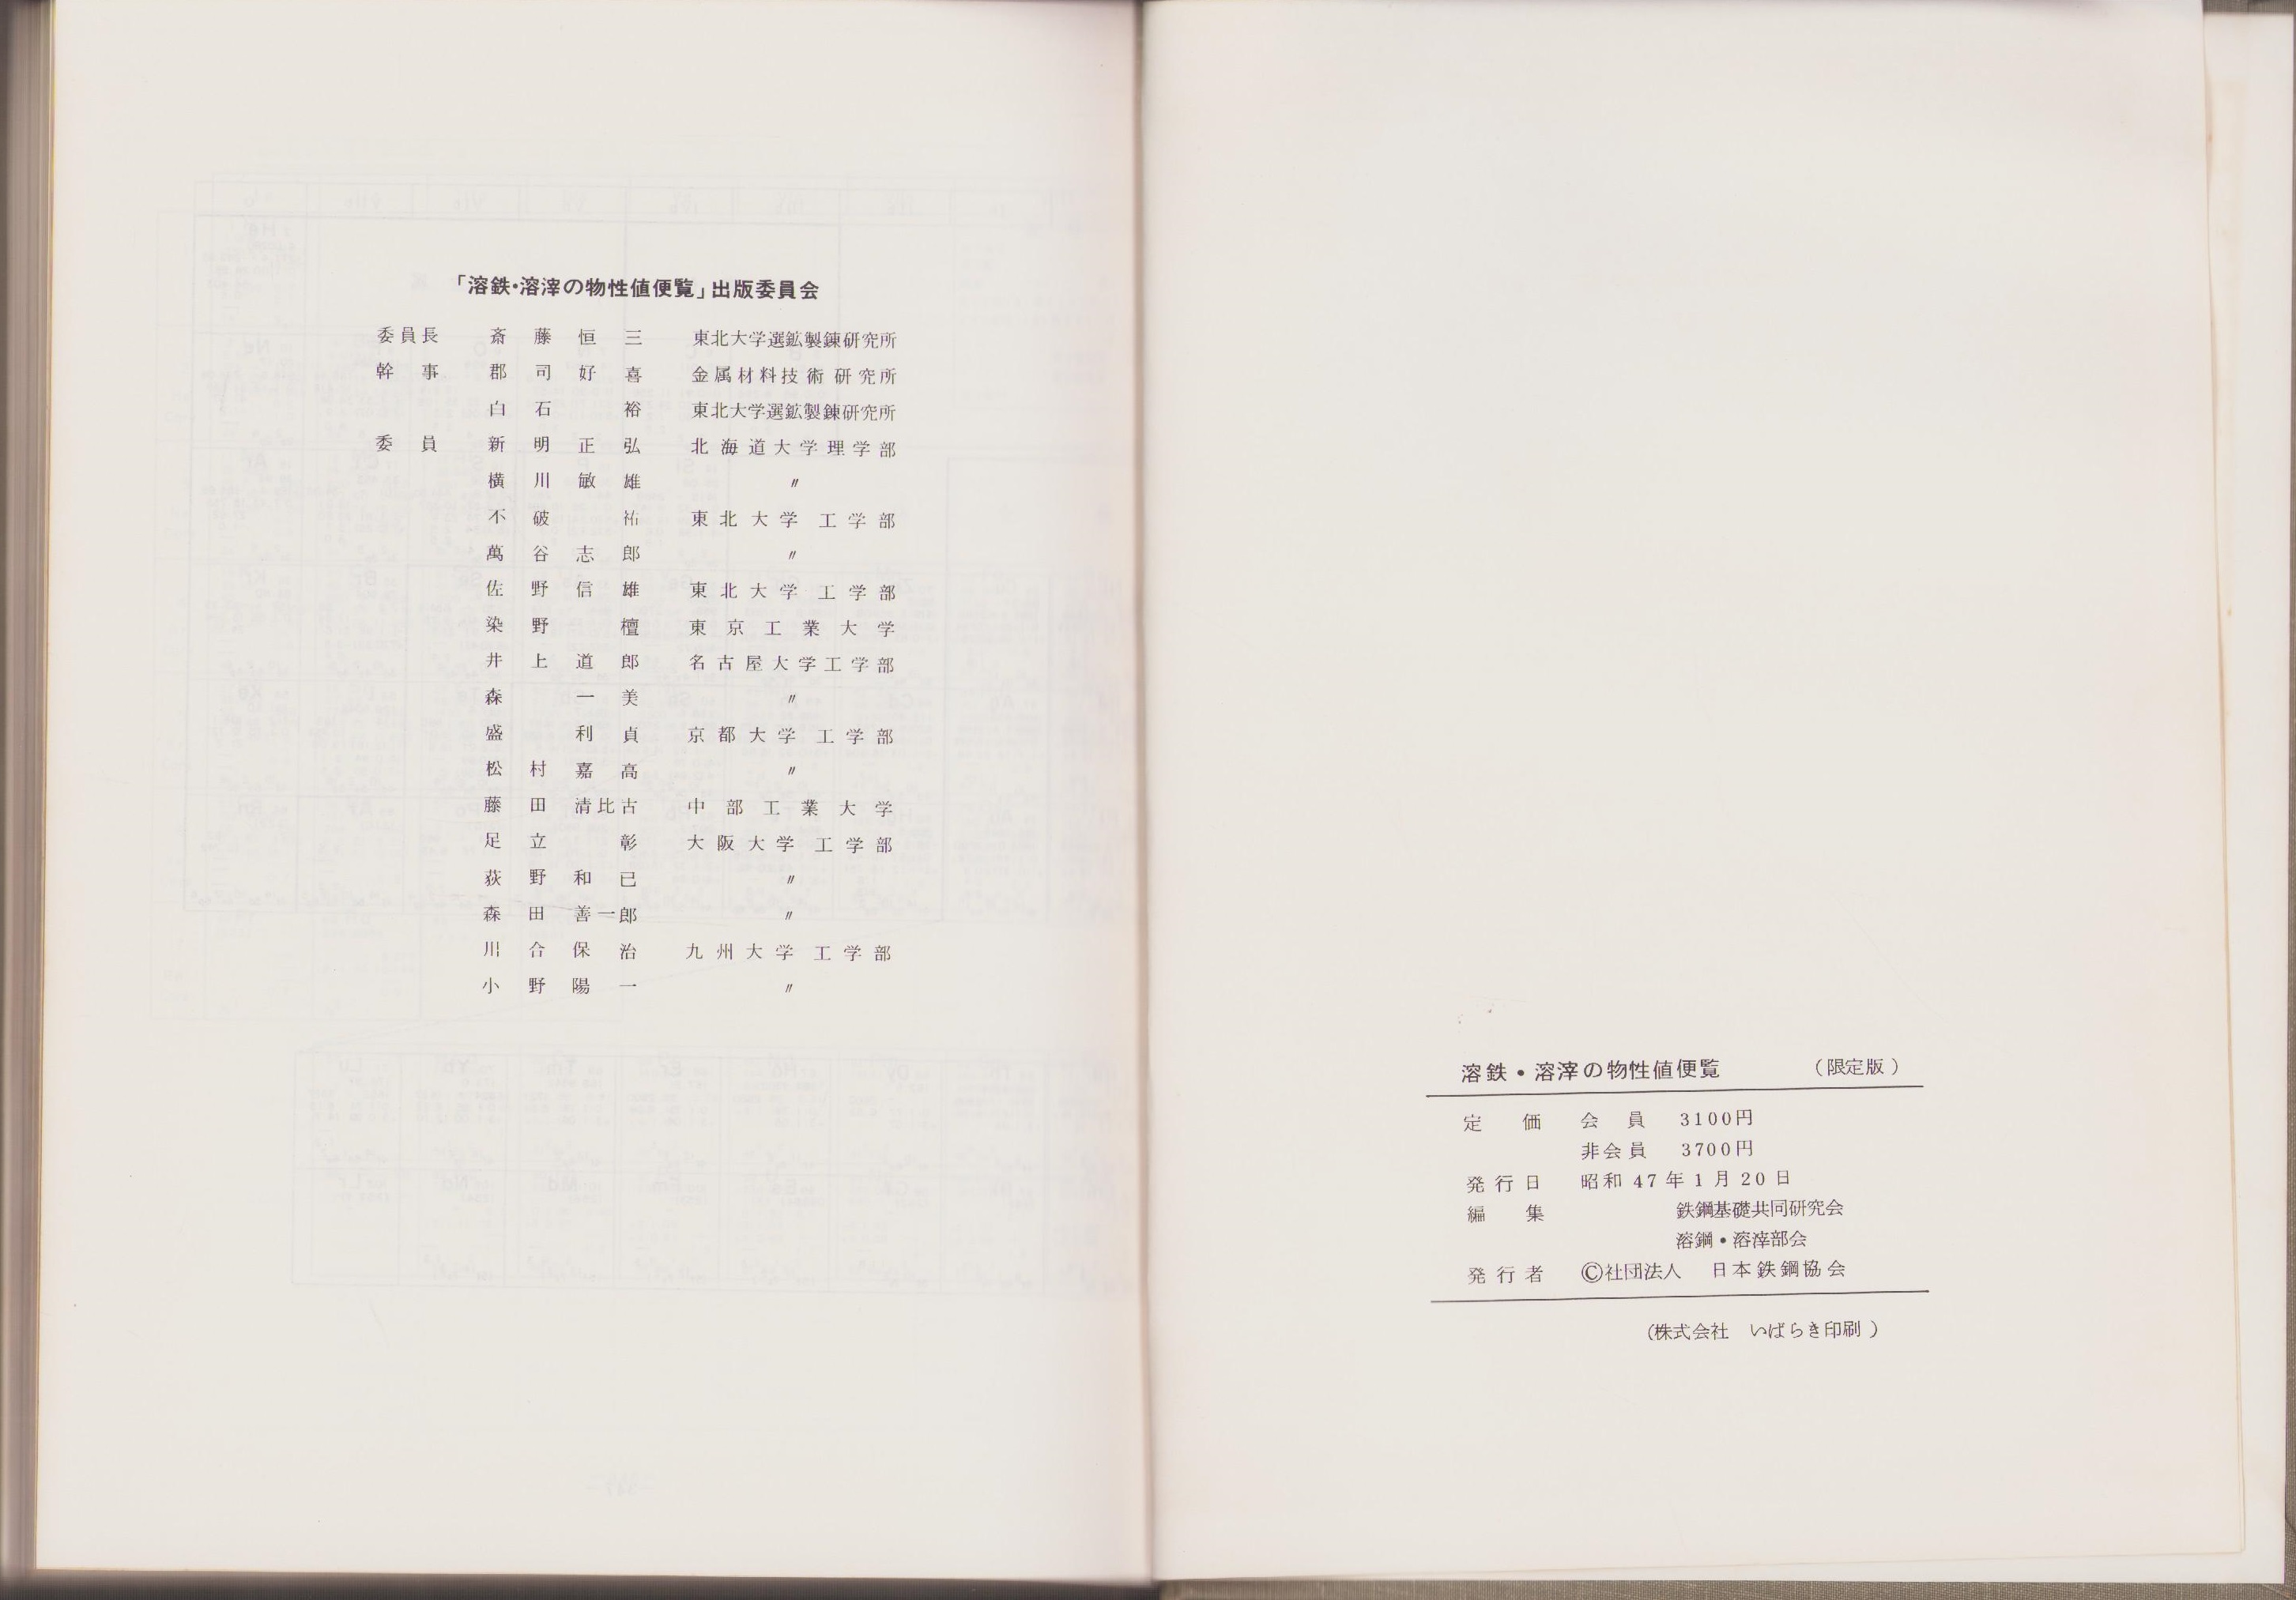 「溶鉄・溶滓の物性値便覧」出版委員会
委員長 斎藤恒三 東北大学選鉱製錬研究所
幹事 郡司好喜 金属材料技術研究所
白石裕 東北大学選鉱製錬研究所
委員 新明正弘 北海道大学理学部
横川敏雄 〃
不破祐 東北大学工学部
萬谷志郎 〃
佐野信雄 東北大学工学部
染野檀 東京工業大学
井上道郎 名古屋大学工学部
森一美 〃
盛利貞 京都大学工学部
松村嘉高 〃
藤田清比古 中部工業大学
足立彰 大阪大学工学部
荻野和已 〃
森田善一郎 〃
川合保治 九州大学工学部
小野陽一 〃
溶鉄・溶滓の物性値便覧 (限定版)
定価 会員 3100円
非会員 3700円
発行日 昭和47年1月20日
編集 鉄鋼基礎共同研究会
溶鋼・溶滓部会
発行者 Ⓒ社団法人 日本鉄鋼協会
(株式会社 いばらき印刷)